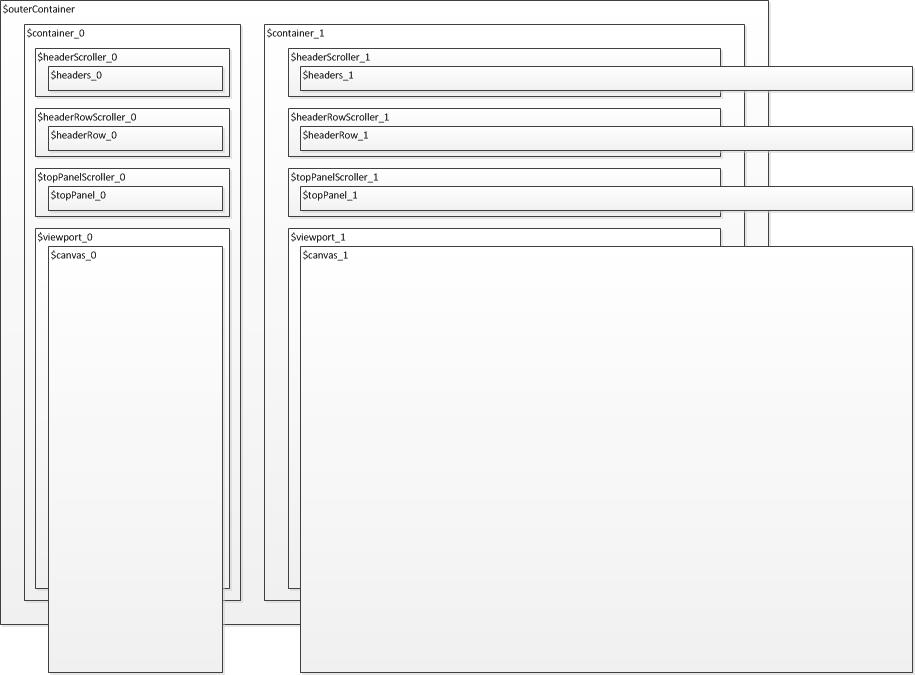 $outerContainer
$container_0
$headerScroller_0
$headers_0
$headerRowScroller_0
$headerRow_0
$topPanelScroller_0
$topPanel_0
$viewport_0
$canvas_0
$container_1
$headerScroller_1
$headers_1
$headerRowScroller_1
$headerRow_1
$topPanelScroller_1
$topPanel_1
$viewport_1
$canvas_1